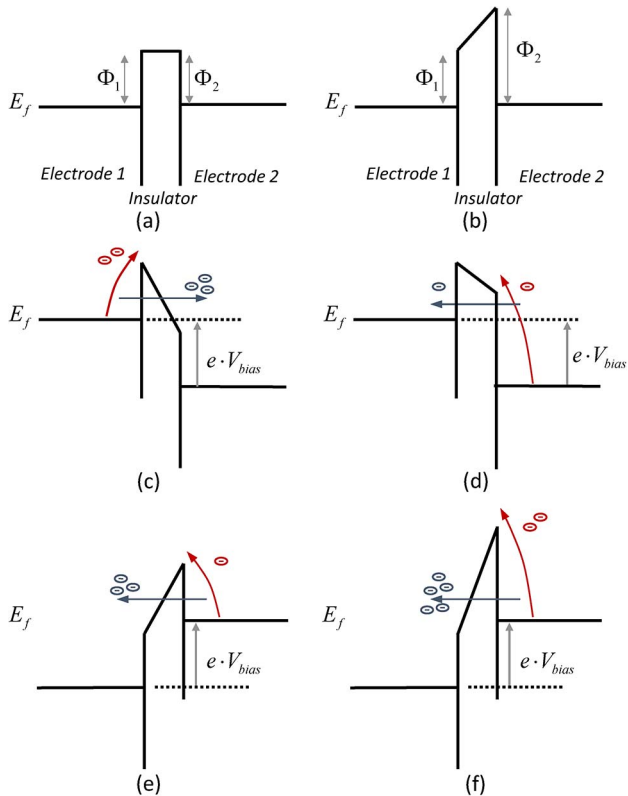 Φ1 Φ2
Ef
Electrode 1 Electrode 2
Insulator
(a)
Φ1 Φ2
Ef
Electrode 1 Electrode 2
Insulator
(b)
Ef
e·Vbias
(c)
Ef
e·Vbias
(d)
Ef
e·Vbias
(e)
Ef
e·Vbias
(f)